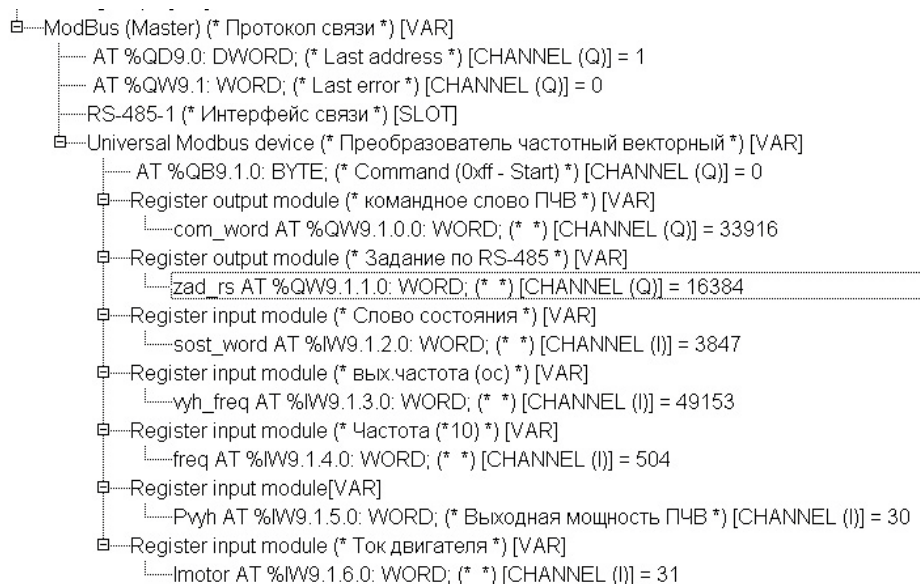 ModBus (Master) (* Протокол связи *) [VAR]
AT %QD9.0: DWORD; (* Last address *) [CHANNEL (Q)] = 1
AT %QW9.1: WORD; (* Last error *) [CHANNEL (Q)] = 0
RS-485-1 (* Интерфейс связи *) [SLOT]
Universal Modbus device (* Преобразователь частотный векторный *) [VAR]
AT %QB9.1.0: BYTE; (* Command (0xff - Start) *) [CHANNEL (Q)] = 0
Register output module (* командное слово ПЧВ *) [VAR]
com_word AT %QW9.1.0.0: WORD; (*  *) [CHANNEL (Q)] = 33916
Register output module (* Задание по RS-485 *) [VAR]
zad_rs AT %QW9.1.1.0: WORD; (*  *) [CHANNEL (Q)] = 16384
Register input module (* Слово состояния *) [VAR]
sost_word AT %IW9.1.2.0: WORD; (*  *) [CHANNEL (I)] = 3847
Register input module (* вых.частота (ос) *) [VAR]
vyh_freq AT %IW9.1.3.0: WORD; (*  *) [CHANNEL (I)] = 49153
Register input module (* Частота (*10) *) [VAR]
freq AT %IW9.1.4.0: WORD; (*  *) [CHANNEL (I)] = 504
Register input module[VAR]
Pvyh AT %IW9.1.5.0: WORD; (* Выходная мощность ПЧВ *) [CHANNEL (I)] = 30
Register input module (* Ток двигателя *) [VAR]
Imotor AT %IW9.1.6.0: WORD; (*  *) [CHANNEL (I)] = 31